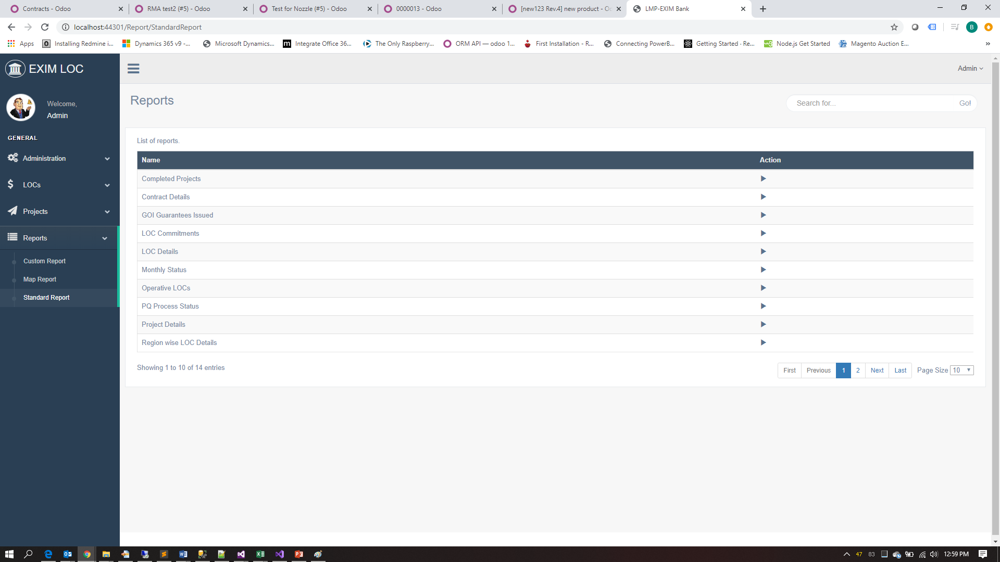 Contracts - Odoo
RMA test2 (#5) - Odoo
Test for Nozzle (#5) - Odoo
0000013 - Odoo
[new123 Rev.4] new product - Od
LMP-EXIM Bank
localhost:44301/Report/StandardReport
B
Apps
Installing Redmine i...
Dynamics 365 v9 -...
Microsoft Dynamics...
Integrate Office 36...
The Only Raspberry...
ORM API — odoo 1...
First Installation - R...
Connecting PowerB...
Getting Started · Re...
Node.js Get Started
Magento Auction E...
»
EXIM LOC
Admin
Welcome,
Admin
GENERAL
Administration
LOCs
Projects
Reports
Custom Report
Map Report
Standard Report
Reports
Search for...
Go!
List of reports.
Name Action
Completed Projects
Contract Details
GOI Guarantees Issued
LOC Commitments
LOC Details
Monthly Status
Operative LOCs
PQ Process Status
Project Details
Region wise LOC Details
Showing 1 to 10 of 14 entries
First Previous 1 2 Next Last Page Size 10
47 83 12:59 PM